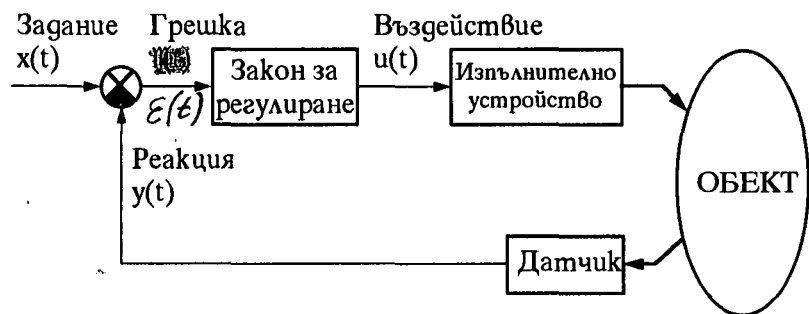 Задание
x(t)
Грешка
ε(t)
Закон за
регулиране
Въздействие
u(t)
Изпълнително
устройство
ОБЕКТ
Реакция
y(t)
Датчик